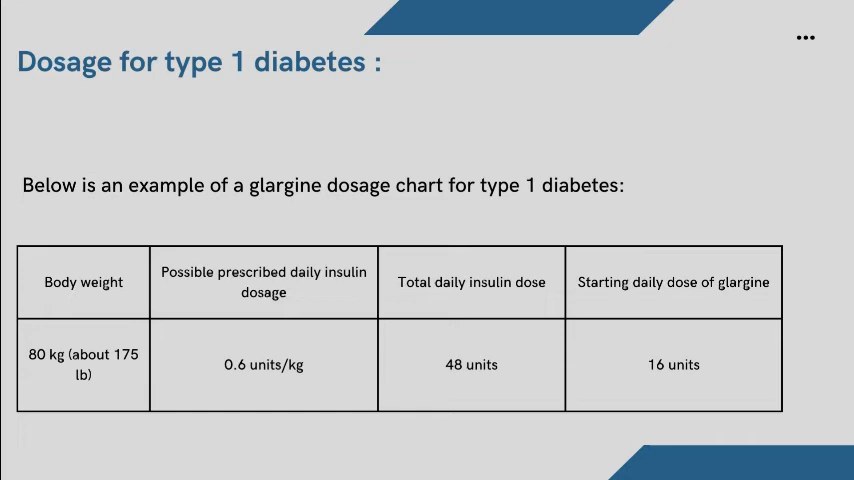 Dosage for type 1 diabetes :
Below is an example of a glargine dosage chart for type 1 diabetes:
Body weight
Possible prescribed daily insulin
dosage
Total daily insulin dose
Starting daily dose of glargine
80 kg (about 175
lb)
0.6 units/kg
48 units
16 units